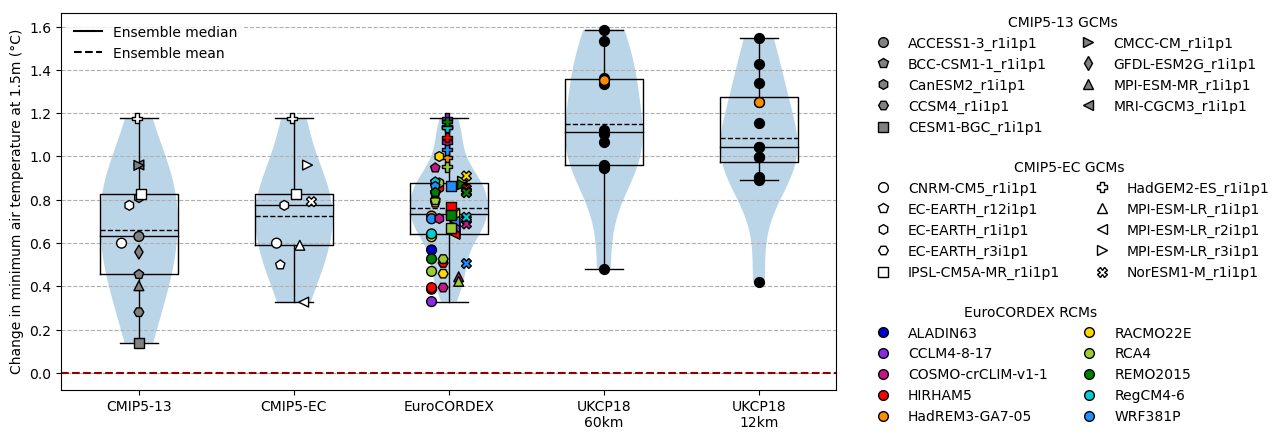 Change in minimum air temperature at 1.5m (°C)
1.6
1.4
1.2
1.0
0.8
0.6
0.4
0.2
0.0
Ensemble median
Ensemble mean
CMIP5-13
CMIP5-EC
EuroCORDEX
UKCP18
60km
UKCP18
12km
CMIP5-13 GCMs
ACCESS1-3_r1i1p1
BCC-CSM1-1_r1i1p1
CanESM2_r1i1p1
CCSM4_r1i1p1
CESM1-BGC_r1i1p1
CMCC-CM_r1i1p1
GFDL-ESM2G_r1i1p1
MPI-ESM-MR_r1i1p1
MRI-CGCM3_r1i1p1
CMIP5-EC GCMs
CNRM-CM5_r1i1p1
EC-EARTH_r12i1p1
EC-EARTH_r1i1p1
EC-EARTH_r3i1p1
IPSL-CM5A-MR_r1i1p1
HadGEM2-ES_r1i1p1
MPI-ESM-LR_r1i1p1
MPI-ESM-LR_r2i1p1
MPI-ESM-LR_r3i1p1
NorESM1-M_r1i1p1
EuroCORDEX RCMs
ALADIN63
CCLM4-8-17
COSMO-crCLIM-v1-1
HIRHAM5
HadREM3-GA7-05
RACMO22E
RCA4
REMO2015
RegCM4-6
WRF381P